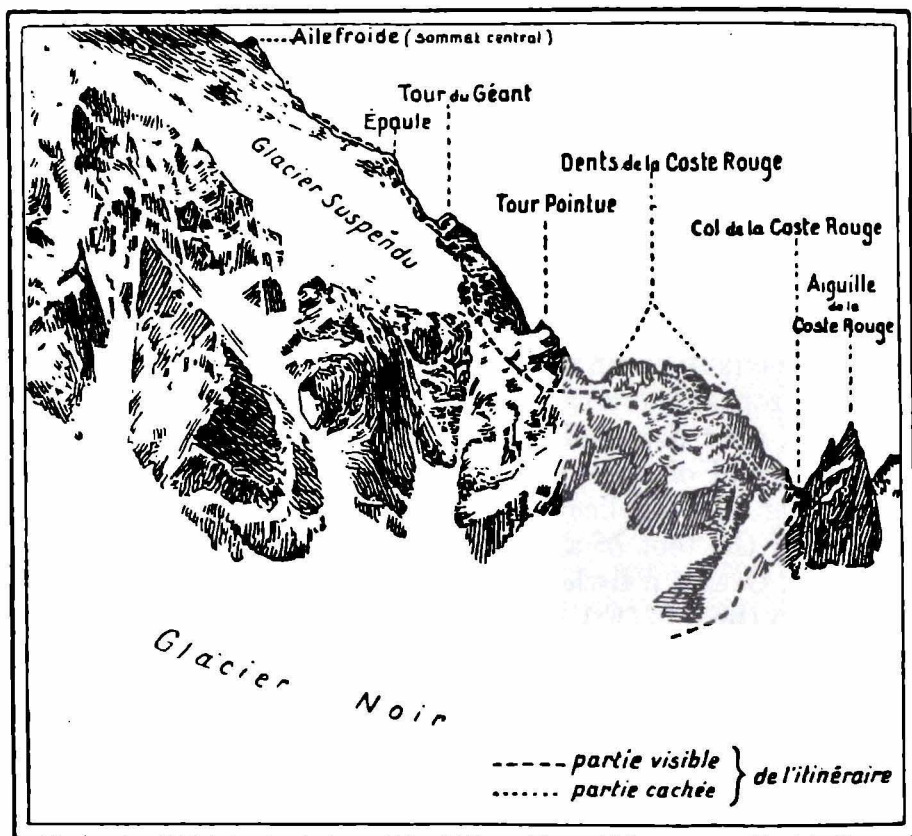 Ailefroide (sommet central)
Tour du Géant
Épaule
Dents de la Coste Rouge
Tour Pointue
Col de la Coste Rouge
Aiguille
de la
Coste Rouge
Glacier Suspendu
Glacier Noir
partie visible
partie cachée
de l'itinéraire